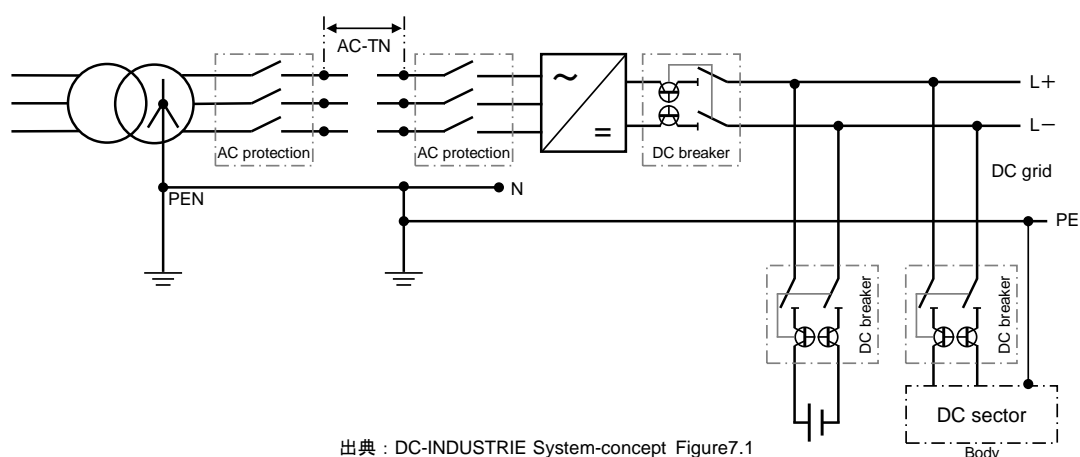 AC-TN
AC protection
AC protection
~
=
DC breaker
L+
L−
DC grid
PEN
N
PE
DC breaker
DC breaker
DC sector
Body
出典：DC-INDUSTRIE System-concept Figure7.1